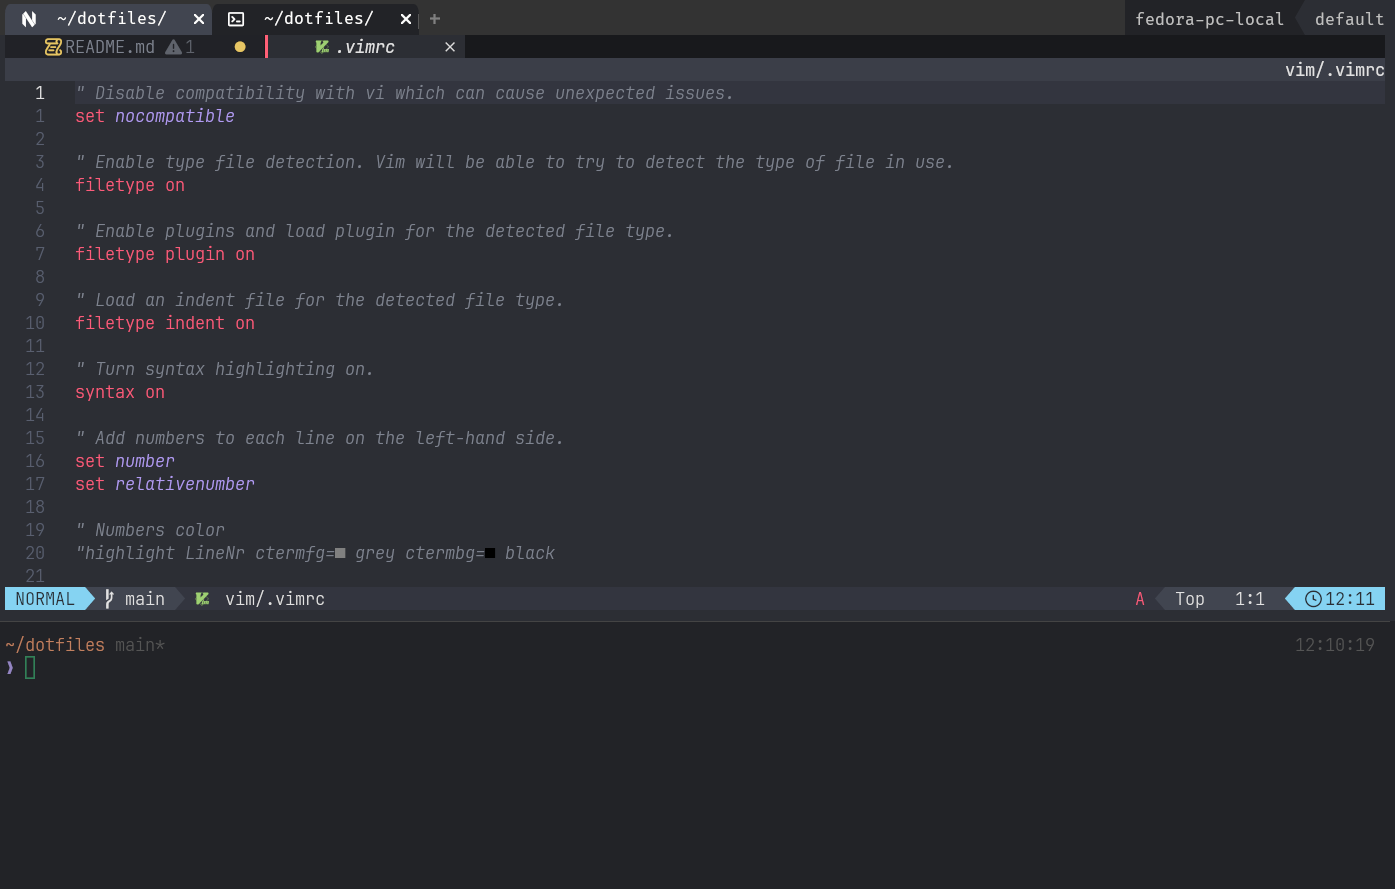 ~/dotfiles/ ~/dotfiles/ + fedora-pc-local default
README.md 1 .vimrc
vim/.vimrc
1 " Disable compatibility with vi which can cause unexpected issues.
1 set nocompatible
2
3 " Enable type file detection. Vim will be able to try to detect the type of file in use.
4 filetype on
5
6 " Enable plugins and load plugin for the detected file type.
7 filetype plugin on
8
9 " Load an indent file for the detected file type.
10 filetype indent on
11
12 " Turn syntax highlighting on.
13 syntax on
14
15 " Add numbers to each line on the left-hand side.
16 set number
17 set relativenumber
18
19 " Numbers color
20 "highlight LineNr ctermfg=■ grey ctermbg=■ black
21
NORMAL main vim/.vimrc A Top 1:1 12:11
~/dotfiles main* 12:10:19
❯